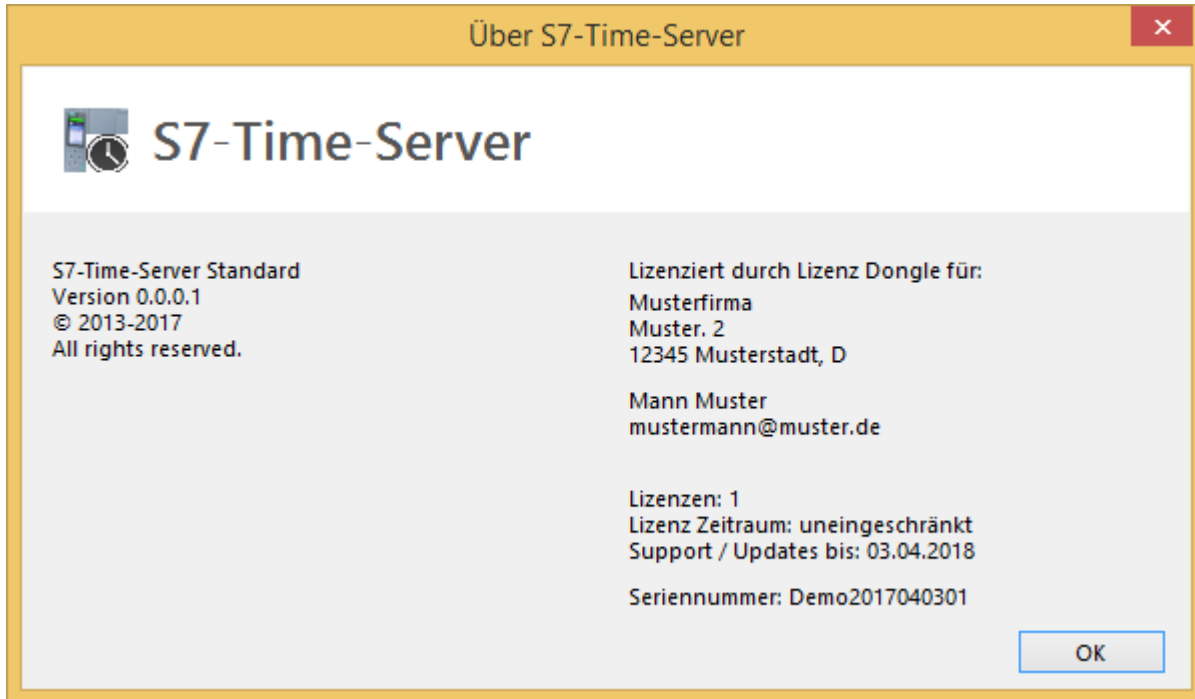 Über S7-Time-Server
S7-Time-Server
S7-Time-Server Standard
Version 0.0.0.1
© 2013-2017
All rights reserved.
Lizenziert durch Lizenz Dongle für:
Musterfirma
Muster. 2
12345 Musterstadt, D
Mann Muster
mustermann@muster.de
Lizenzen: 1
Lizenz Zeitraum: uneingeschränkt
Support / Updates bis: 03.04.2018
Seriennummer: Demo2017040301
OK